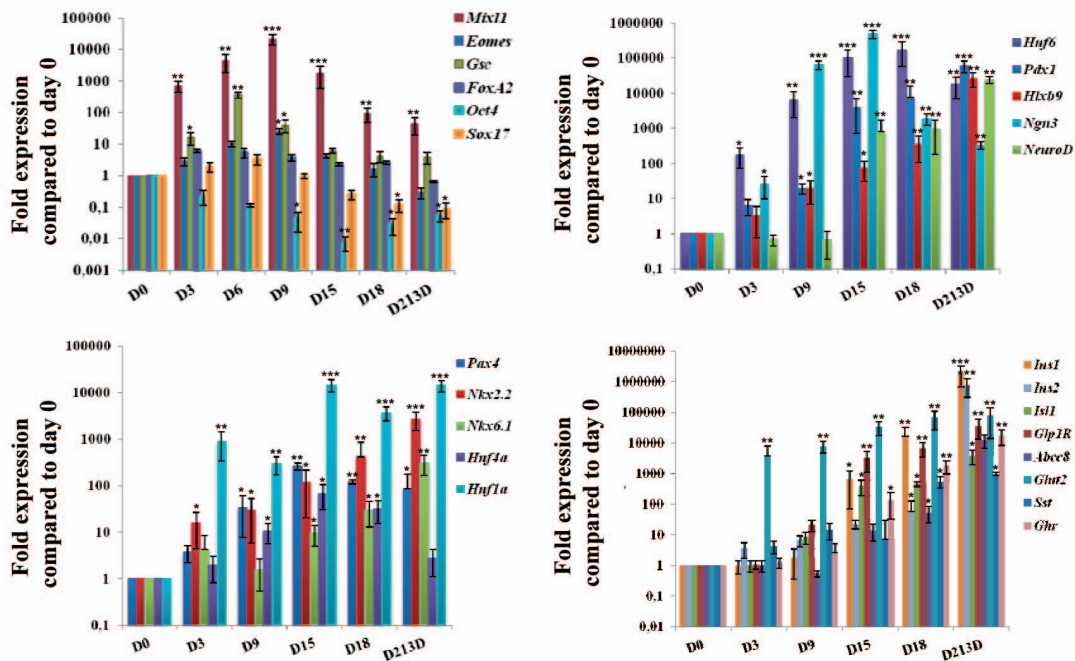 Fold expression
compared to day 0
100000
10000
1000
100
10
1
0.1
0.01
0,001
D0 D3 D6 D9 D15 D18 D213D
Mixl1
Eomes
Gsc
FoxA2
Oct4
Sox17
Fold expression
compared to day 0
1000000
100000
10000
1000
100
10
1
0.1
D0 D3 D9 D15 D18 D213D
Hnf6
Pdx1
Hlxb9
Ngn3
NeuroD
Fold expression
compared to day 0
100000
10000
1000
100
10
1
0,1
D0 D3 D9 D15 D18 D213D
Pax4
Nkx2.2
Nkx6.1
Hnf4a
Hnf1a
Fold expression
compared to day 0
10000000
1000000
100000
10000
1000
100
10
1
0.1
0.01
D0 D3 D9 D15 D18 D213D
Ins1
Ins2
Isl1
Glp1R
Abcc8
Glut2
Sst
Ghr